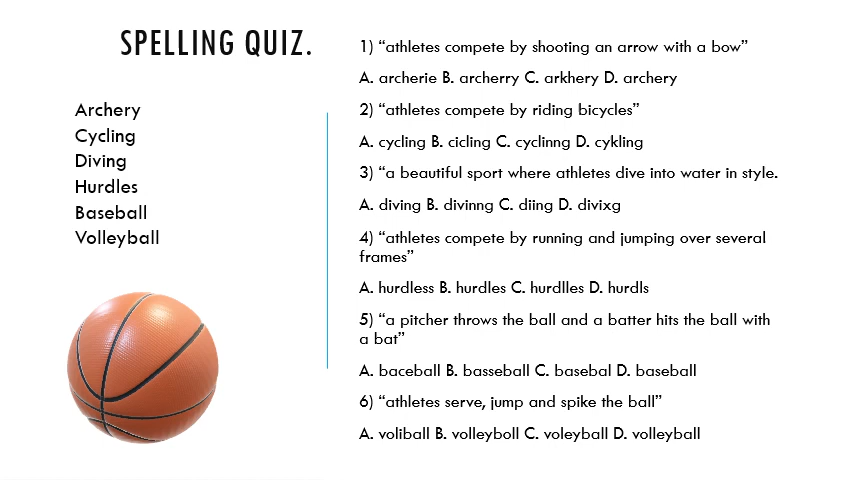 SPELLING QUIZ.
Archery
Cycling
Diving
Hurdles
Baseball
Volleyball
1) “athletes compete by shooting an arrow with a bow”
A. archerie B. archerry C. arkhery D. archery
2) “athletes compete by riding bicycles”
A. cycling B. cicling C. cyclinng D. cykling
3) “a beautiful sport where athletes dive into water in style.
A. diving B. divinng C. diing D. divixg
4) “athletes compete by running and jumping over several
frames”
A. hurdless B. hurdles C. hurdlles D. hurdls
5) “a pitcher throws the ball and a batter hits the ball with
a bat”
A. baceball B. basseball C. basebal D. baseball
6) “athletes serve, jump and spike the ball”
A. voliball B. volleyboll C. voleyball D. volleyball